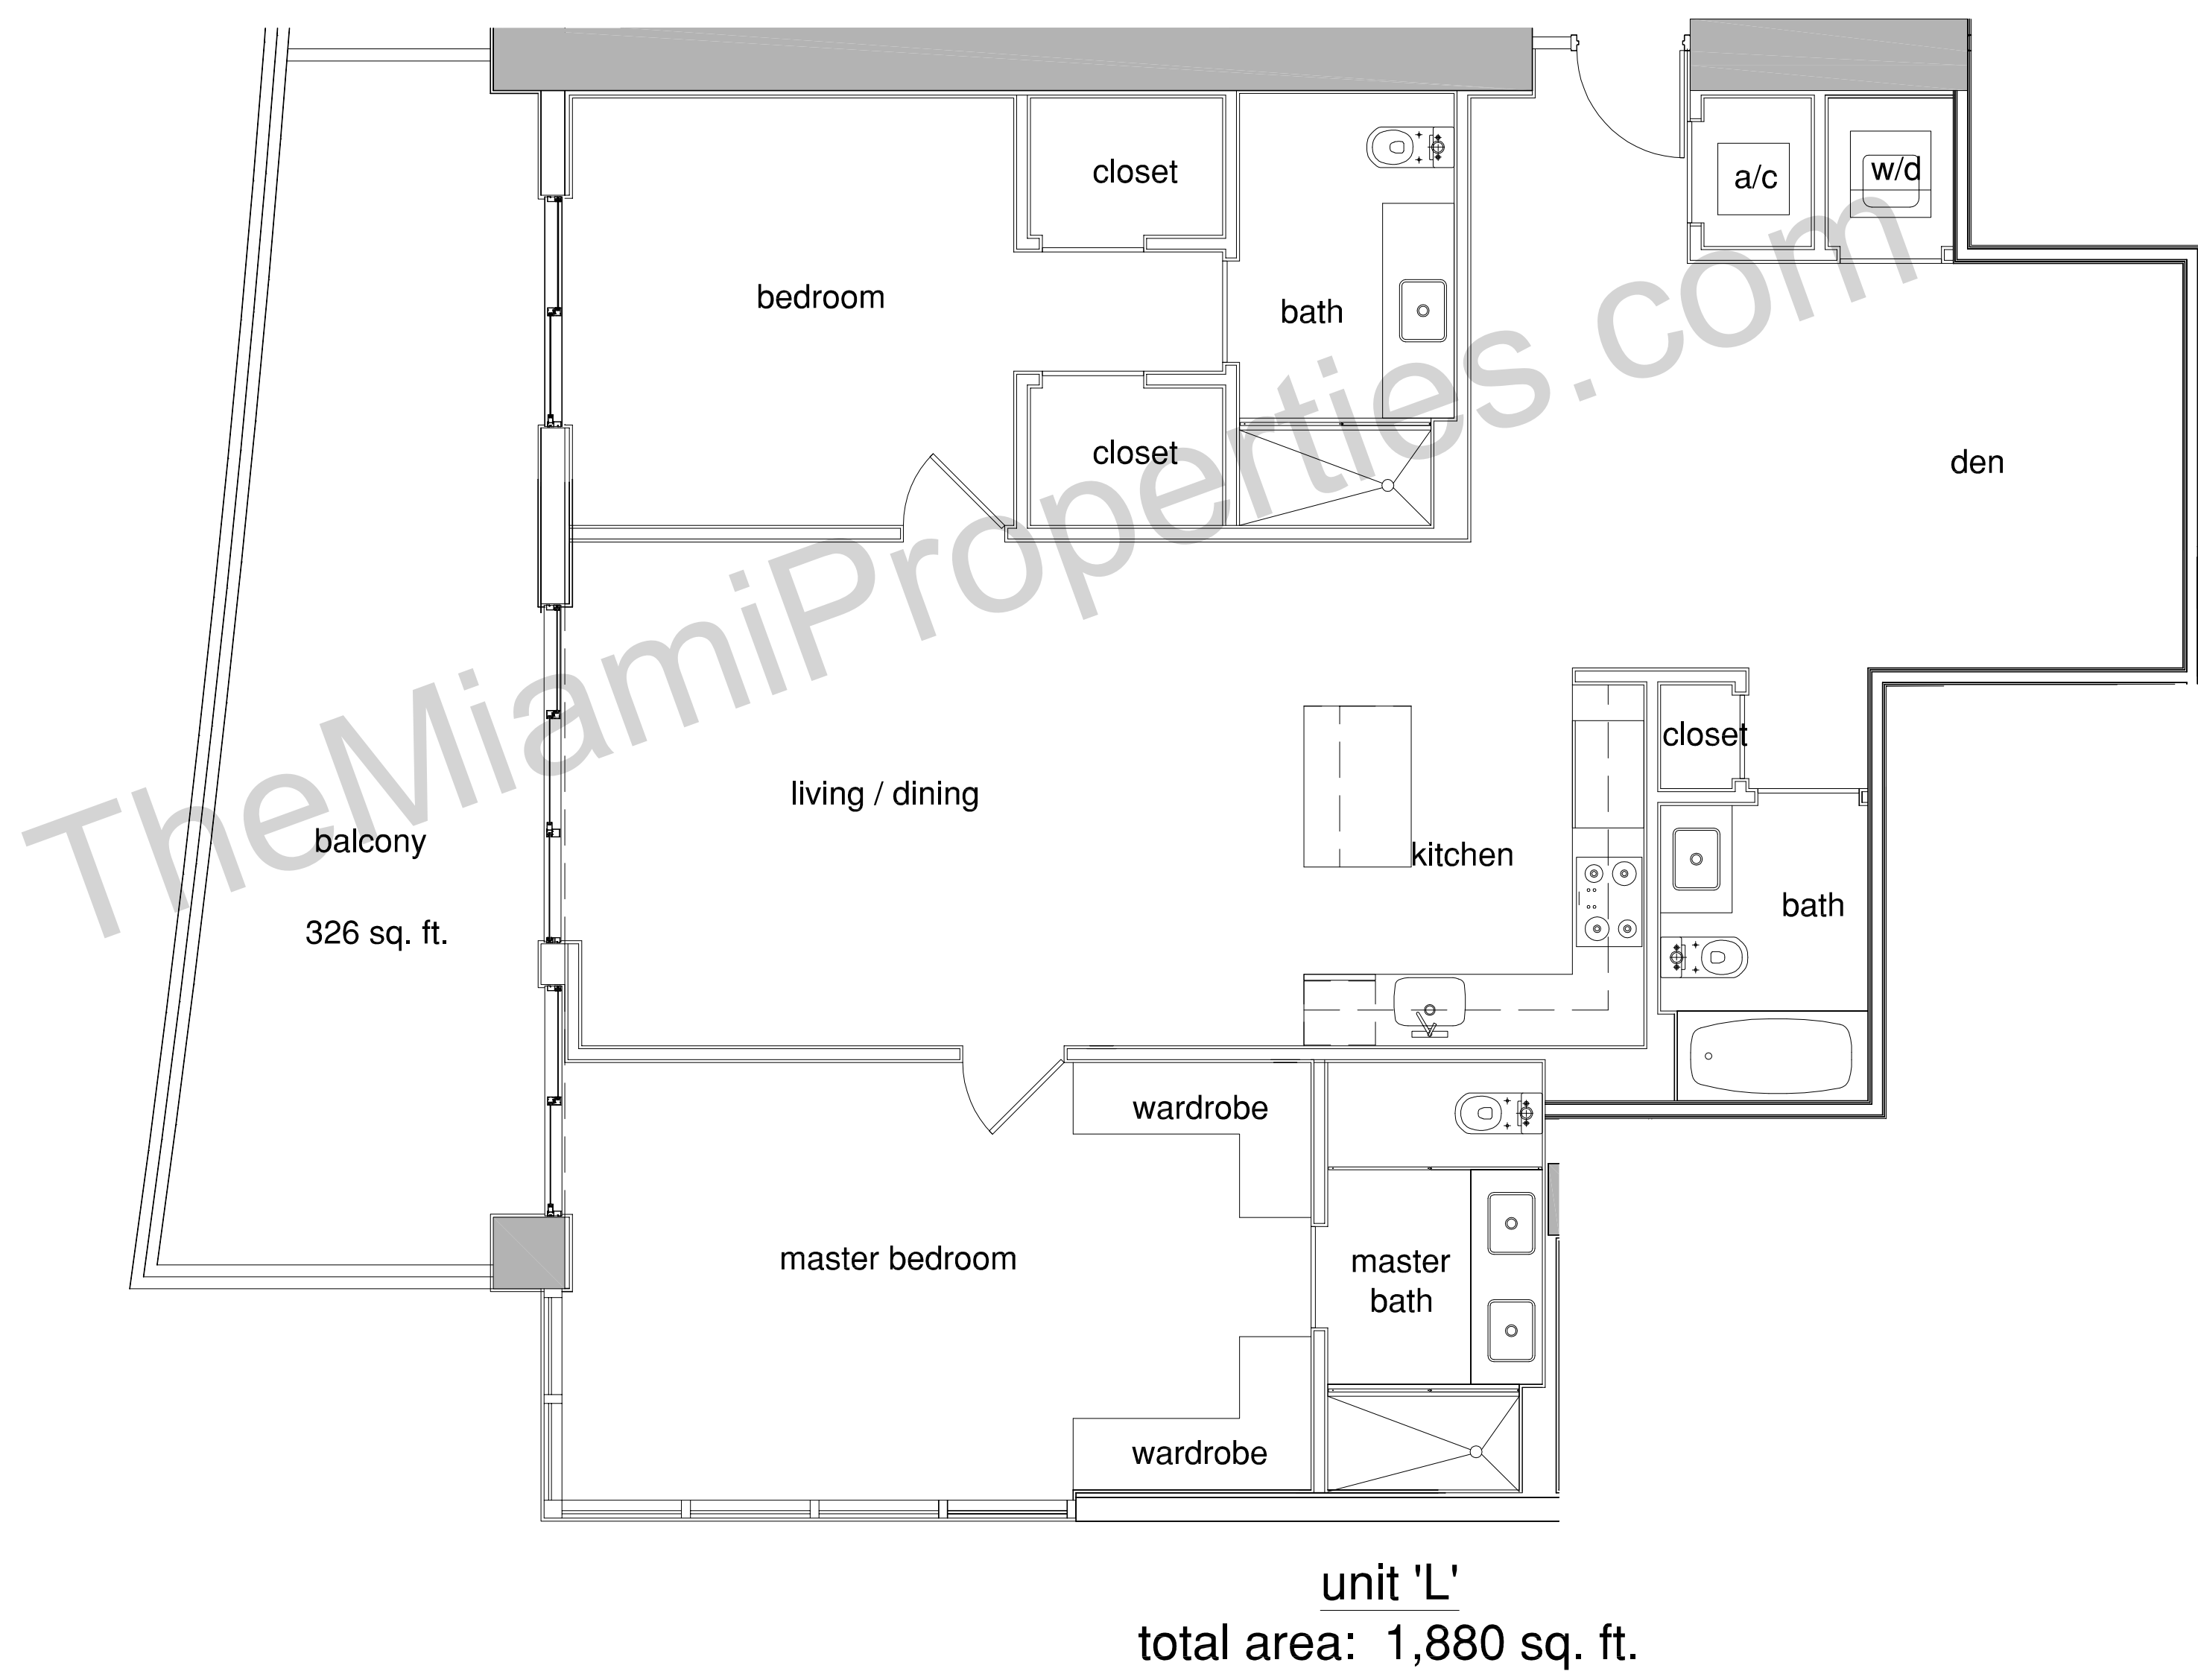 closet
a/c
w/d
bedroom
bath
closet
den
TheMiamiProperties.com
closet
living / dining
balcony
kitchen
bath
326 sq. ft.
wardrobe
master bedroom
master
bath
wardrobe
unit 'L'
total area: 1,880 sq. ft.